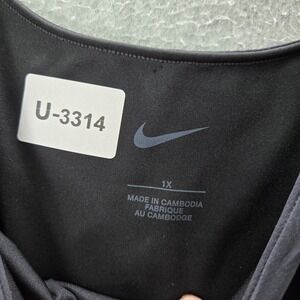 U-3314
1X
MADE IN CAMBODIA
FABRIQUE
AU CAMBODGE